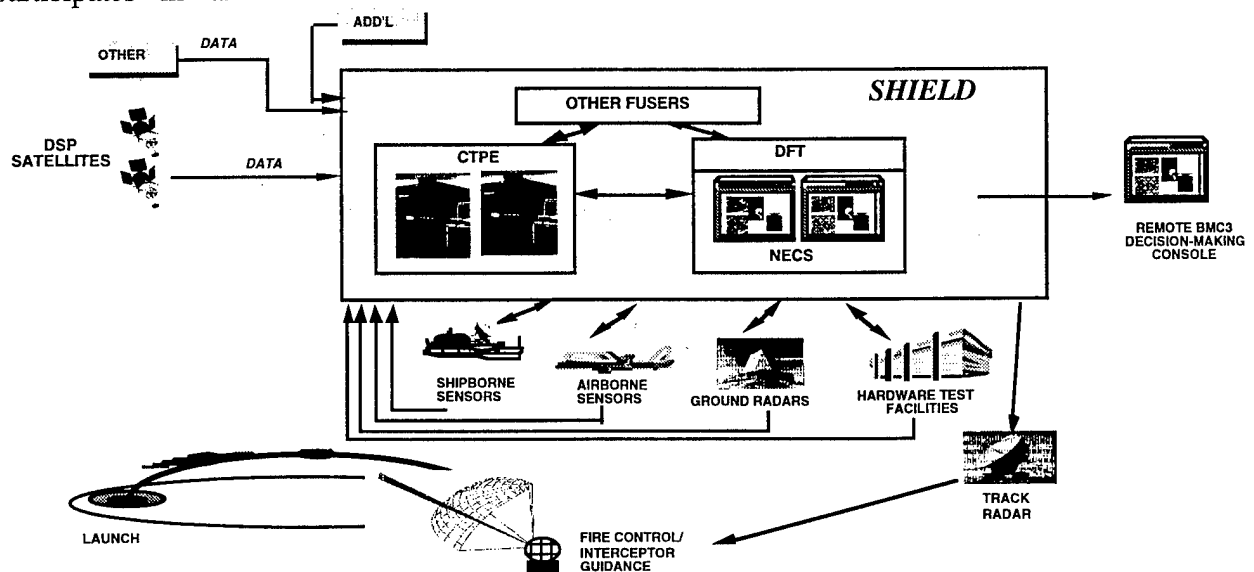 ADD'L
OTHER
DATA
SHIELD
OTHER FUSERS
DSP
SATELLITES
DATA
CTPE
DFT
NECS
REMOTE BMC3
DECISION-MAKING
CONSOLE
SHIPBORNE
SENSORS
AIRBORNE
SENSORS
GROUND RADARS
HARDWARE TEST
FACILITIES
TRACK
RADAR
LAUNCH
FIRE CONTROL/
INTERCEPTOR
GUIDANCE